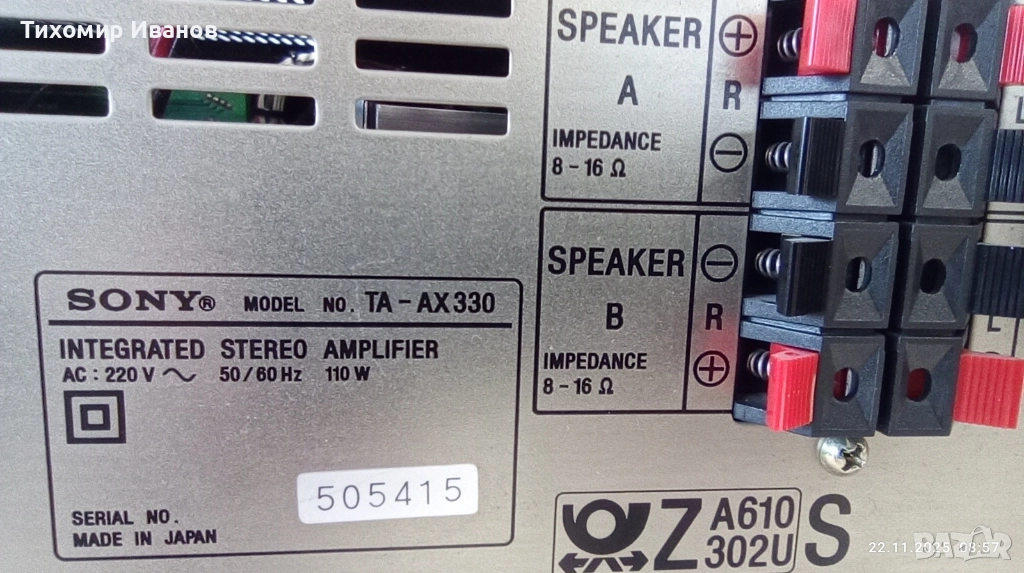 Тихомир Иванов
SPEAKER
A
R
IMPEDANCE
8 - 16 Ω
L
SPEAKER
B
R
IMPEDANCE
8 - 16 Ω
L
SONY® MODEL NO. TA - AX330
INTEGRATED STEREO AMPLIFIER
AC : 220 V ~ 50 / 60 Hz 110 W
505415
SERIAL NO.
MADE IN JAPAN
Z A610 S
302U
22.11.2025 08:57
BAZAR